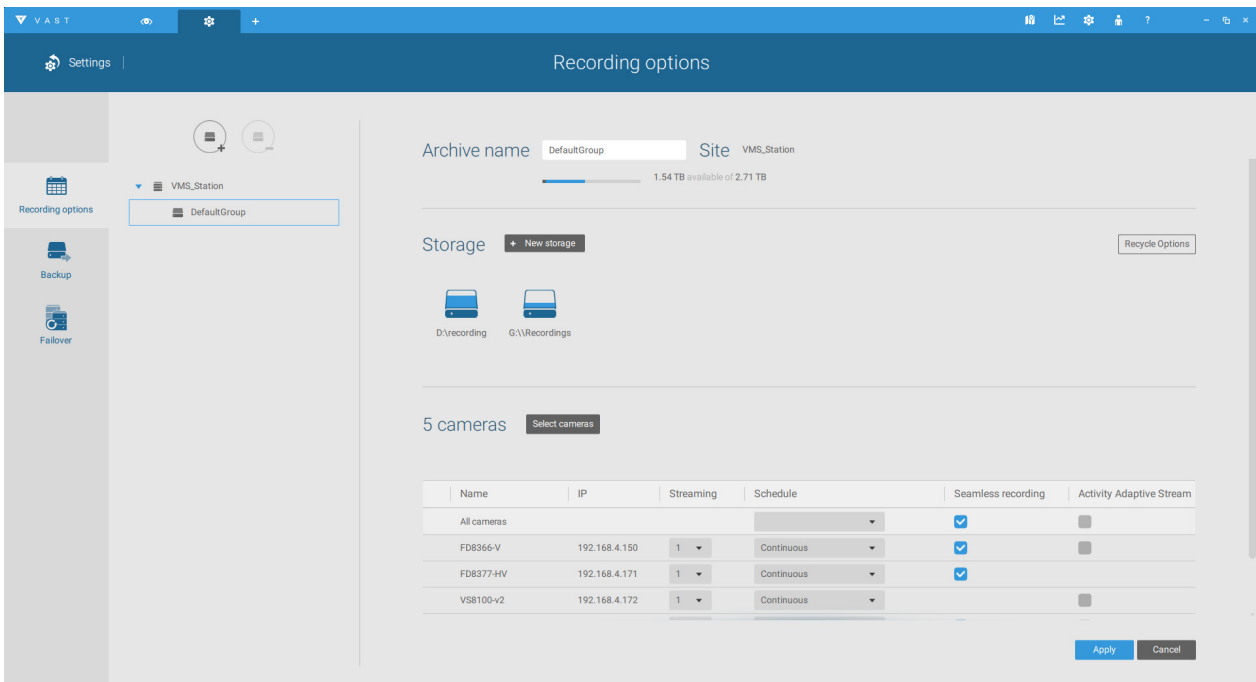 VAST
+
?
Settings
Recording options
Archive name DefaultGroup Site VMS_Station
1.54 TB available of 2.71 TB
Recording options
Backup
Failover
VMS_Station
DefaultGroup
Storage + New storage Recycle Options
D:\recording G:\\Recordings
5 cameras Select cameras
Name IP Streaming Schedule Seamless recording Activity Adaptive Stream
All cameras
FD8366-V 192.168.4.150 1 Continuous
FD8377-HV 192.168.4.171 1 Continuous
VS8100-v2 192.168.4.172 1 Continuous
Apply Cancel